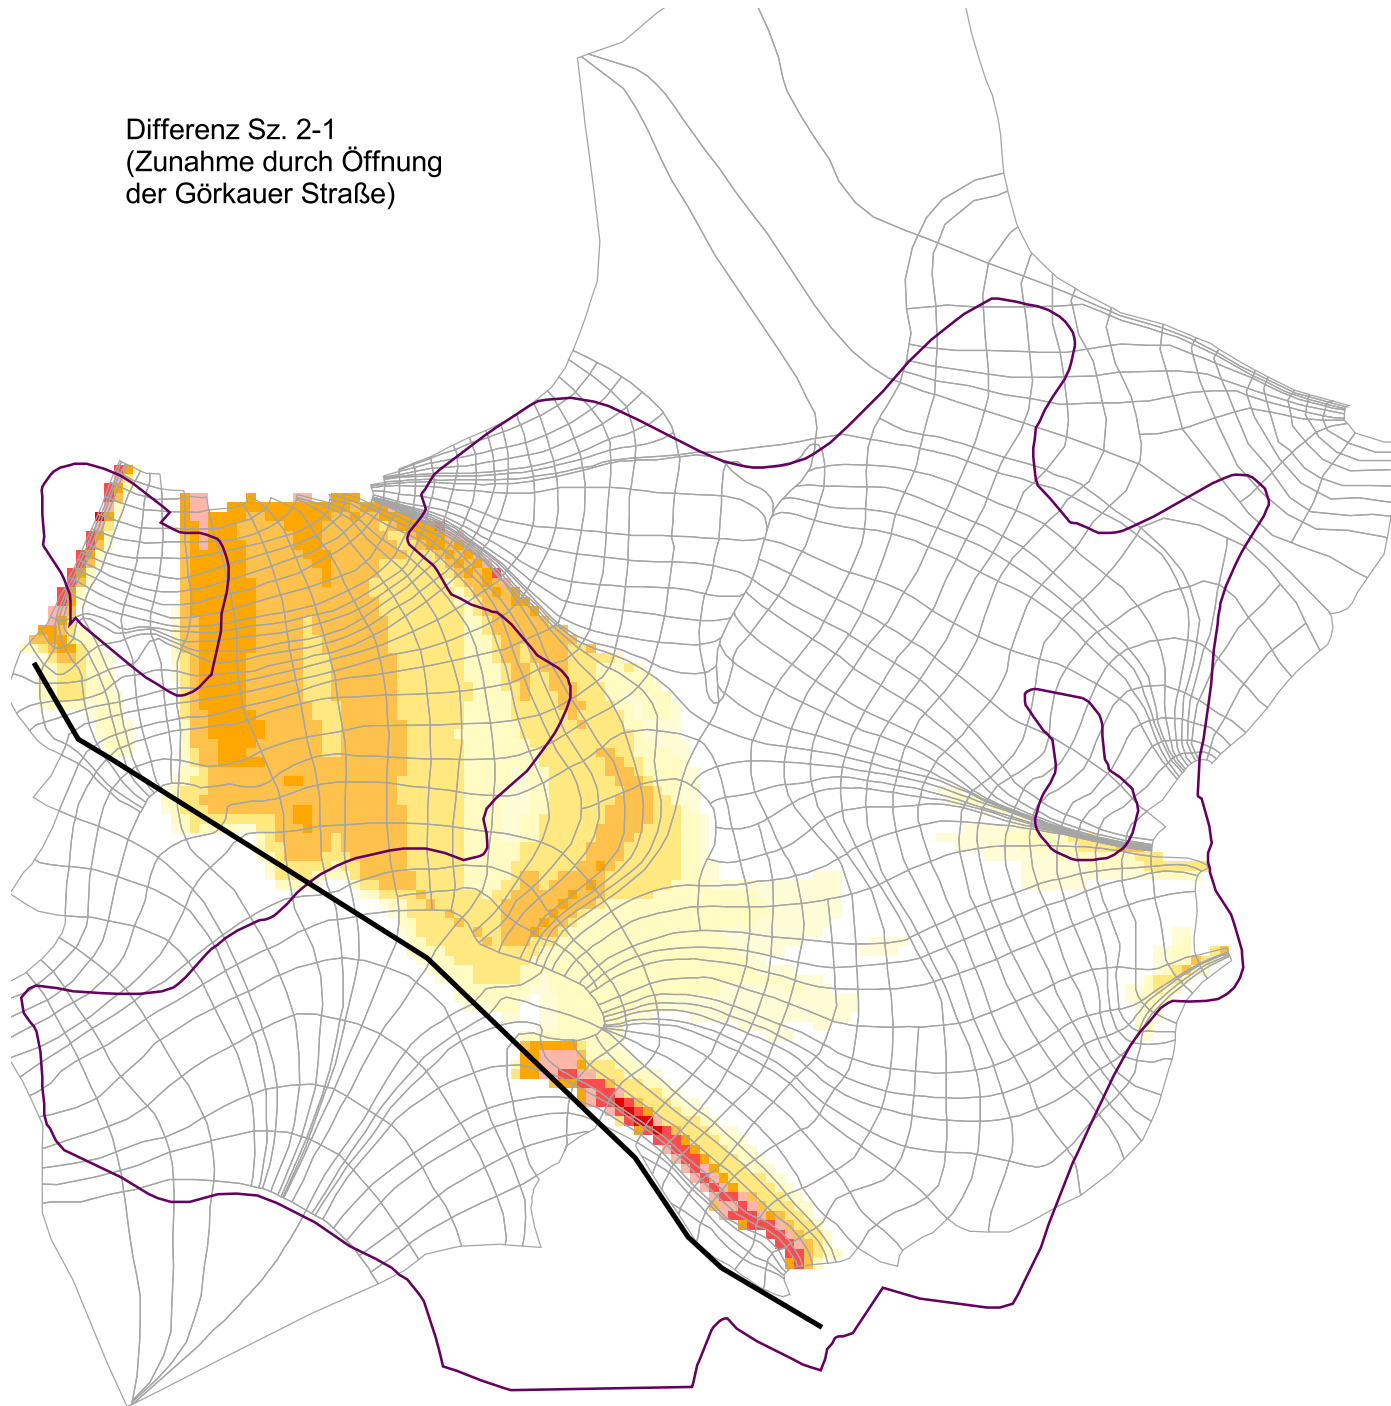 Differenz Sz. 2-1
(Zunahme durch Öffnung
der Görkauer Straße)